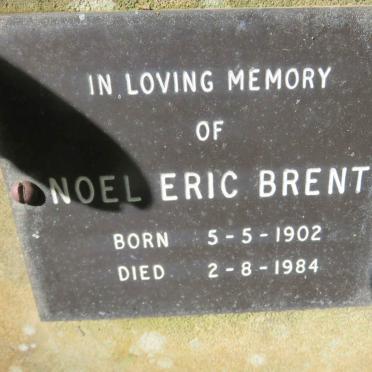 IN LOVING MEMORY
OF
NOEL ERIC BRENT
BORN 5-5-1902
DIED 2-8-1984